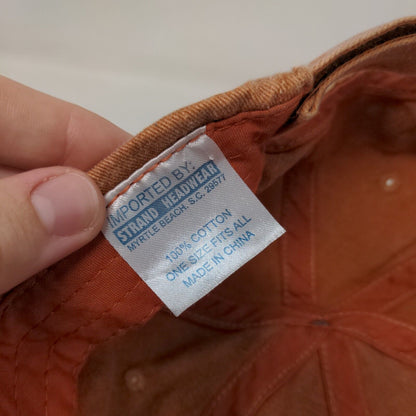 IMPORTED BY:
STRAND HEADWEAR
MYRTLE BEACH, S.C. 29577
100% COTTON
ONE SIZE FITS ALL
MADE IN CHINA